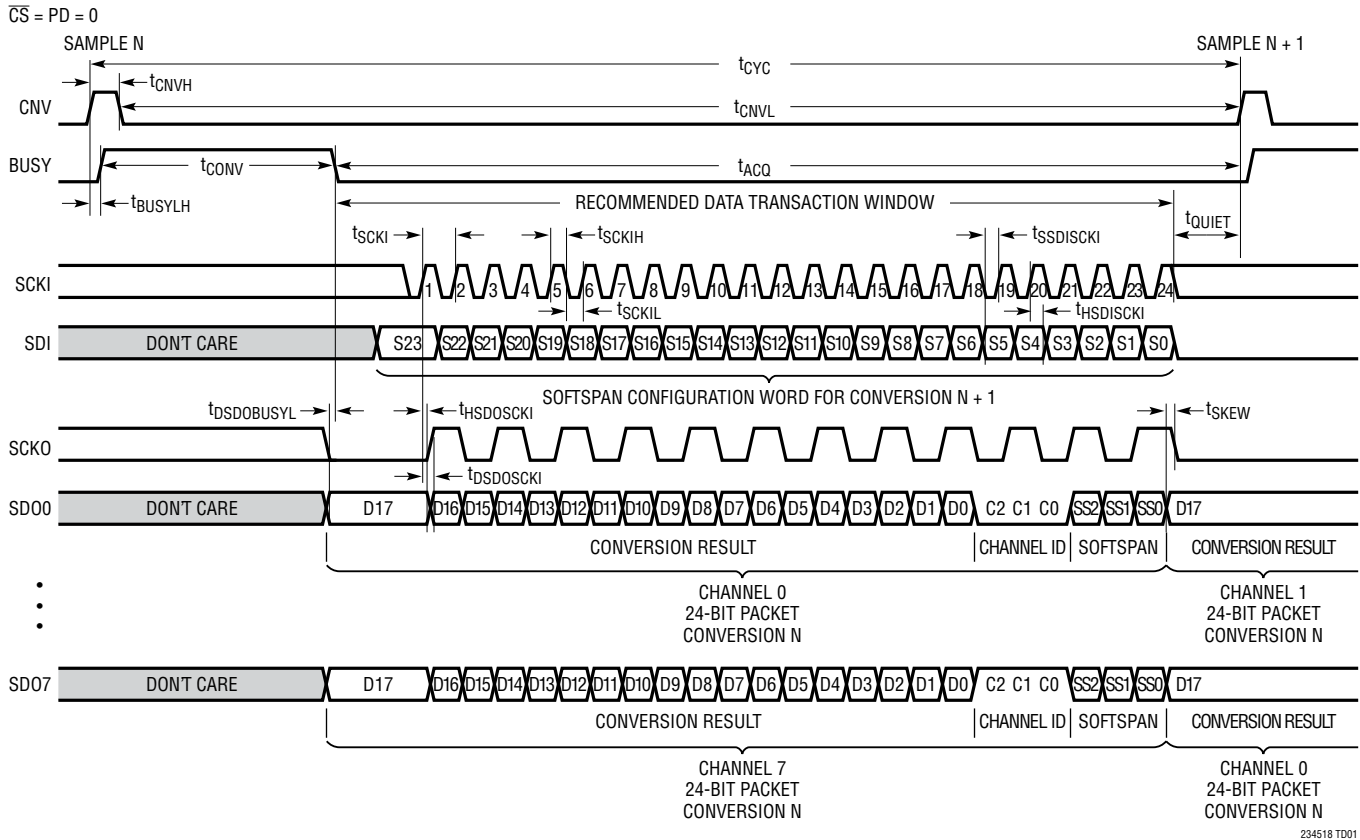 CS = PD = 0
SAMPLE N
SAMPLE N + 1
tCYC
tCNVH
CNV
tCNVL
BUSY
tCONV
tACQ
tBUSYLH
RECOMMENDED DATA TRANSACTION WINDOW
tSCKI
tSCKIH
tSSDISCKI
tQUIET
SCKI
1 2 3 4 5 6 7 8 9 10 11 12 13 14 15 16 17 18 19 20 21 22 23 24
tSCKIL
tHSDISCKI
SDI
DON'T CARE
S23 S22 S21 S20 S19 S18 S17 S16 S15 S14 S13 S12 S11 S10 S9 S8 S7 S6 S5 S4 S3 S2 S1 S0
SOFTSPAN CONFIGURATION WORD FOR CONVERSION N + 1
tDSDOBUSYL
tHSDOSCKI
tSKEW
SCKO
tDSDOSCKI
SDO0
DON'T CARE
D17 D16 D15 D14 D13 D12 D11 D10 D9 D8 D7 D6 D5 D4 D3 D2 D1 D0 C2 C1 C0 SS2 SS1 SS0 D17
CONVERSION RESULT
CHANNEL ID
SOFTSPAN
CONVERSION RESULT
CHANNEL 0
24-BIT PACKET
CONVERSION N
CHANNEL 1
24-BIT PACKET
CONVERSION N
SDO7
DON'T CARE
D17 D16 D15 D14 D13 D12 D11 D10 D9 D8 D7 D6 D5 D4 D3 D2 D1 D0 C2 C1 C0 SS2 SS1 SS0 D17
CONVERSION RESULT
CHANNEL ID
SOFTSPAN
CONVERSION RESULT
CHANNEL 7
24-BIT PACKET
CONVERSION N
CHANNEL 0
24-BIT PACKET
CONVERSION N
234518 TD01